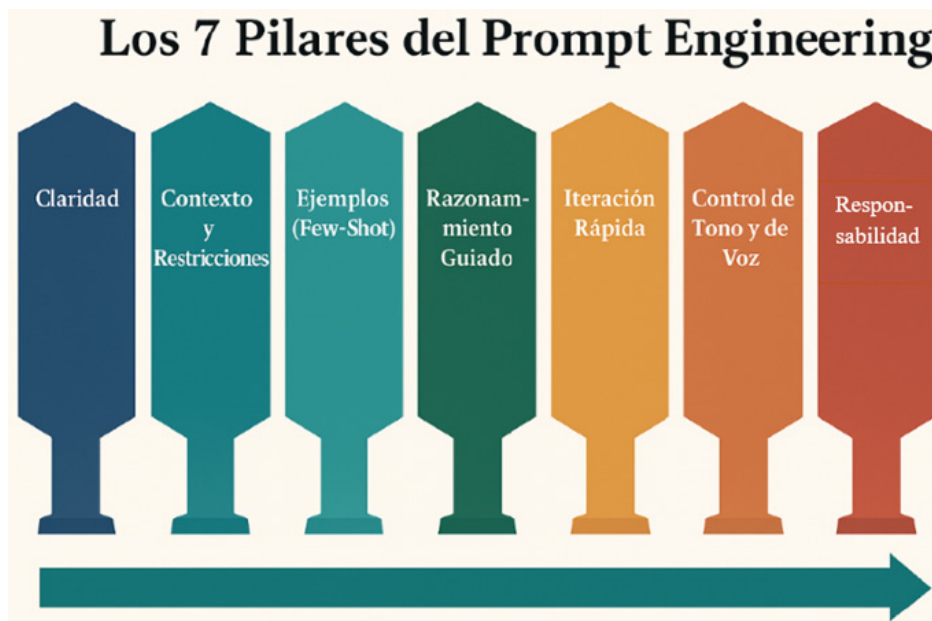 Los 7 Pilares del Prompt Engineering
Claridad
Contexto
y
Restricciones
Ejemplos
(Few-Shot)
Razonam-
miento
Guiado
Iteración
Rápida
Control de
Tono y de
Voz
Respon-
sabilidad